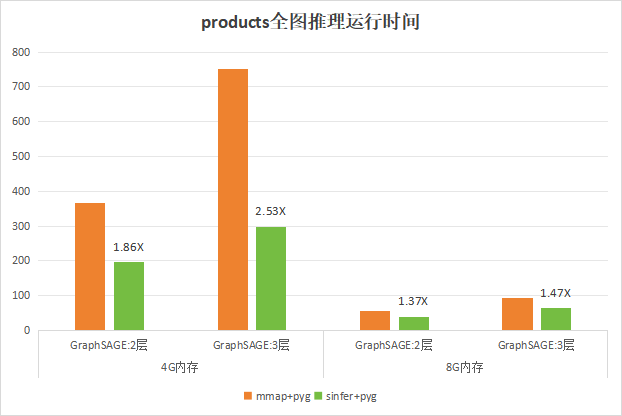 products全图推理运行时间
800
700
600
500
400
300
200
100
0
1.86X
2.53X
1.37X
1.47X
GraphSAGE:2层
GraphSAGE:3层
GraphSAGE:2层
GraphSAGE:3层
4G内存
8G内存
mmap+pyg
sinfer+pyg